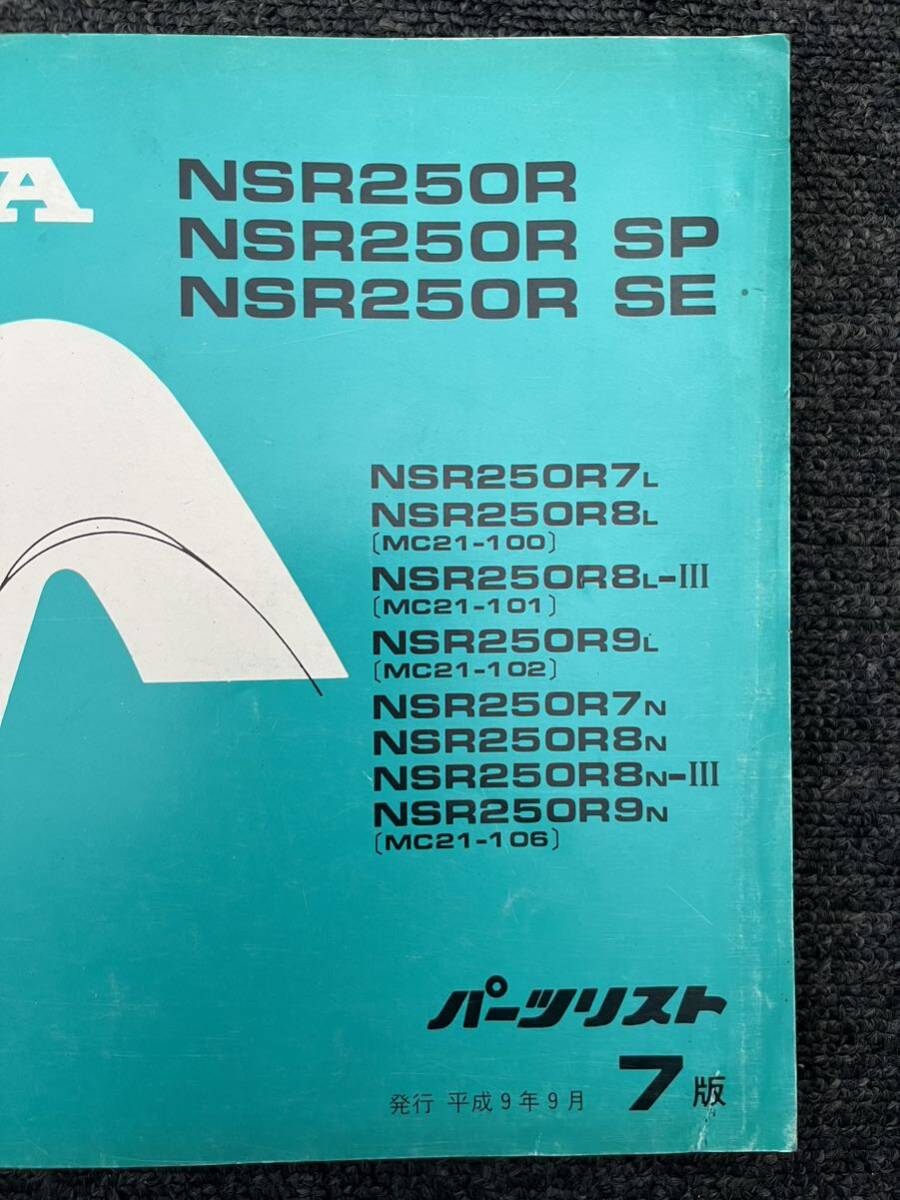 A
NSR250R
NSR250R SP
NSR250R SE
NSR250R7L
NSR250R8L
〔MC21-100〕
NSR250R8L-III
〔MC21-101〕
NSR250R9L
〔MC21-102〕
NSR250R7N
NSR250R8N
NSR250R8N-III
NSR250R9N
〔MC21-106〕
パーツリスト
発行 平成9年9月 7版